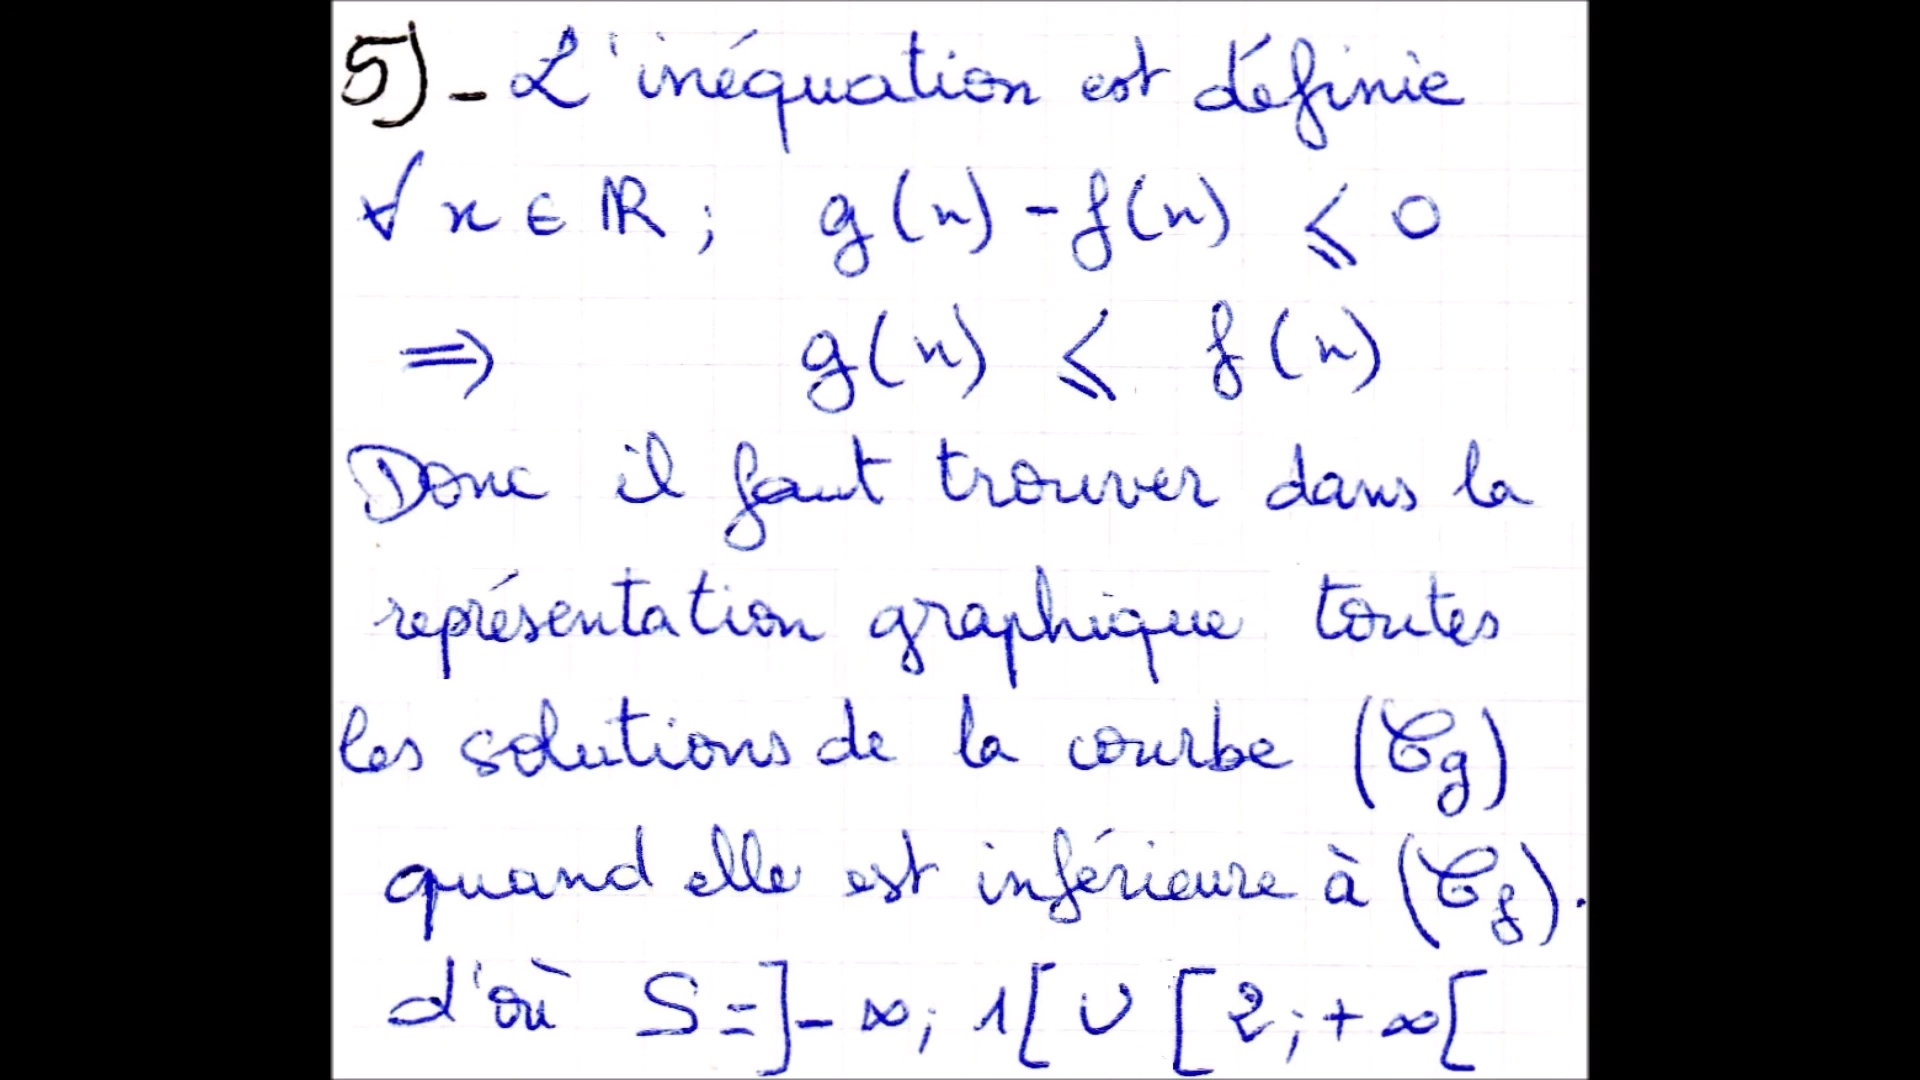 5)- L'inéquation est définie
∀ x ∈ ℝ ; g(x) - f(x) ⩽ 0
⇒ g(x) ⩽ f(x)
Donc il faut trouver dans la
représentation graphique toutes
les solutions de la courbe (𝒞g)
quand elle est inférieure à (𝒞f).
d'où S = ]-∞; 1[ ∪ [2; +∞[